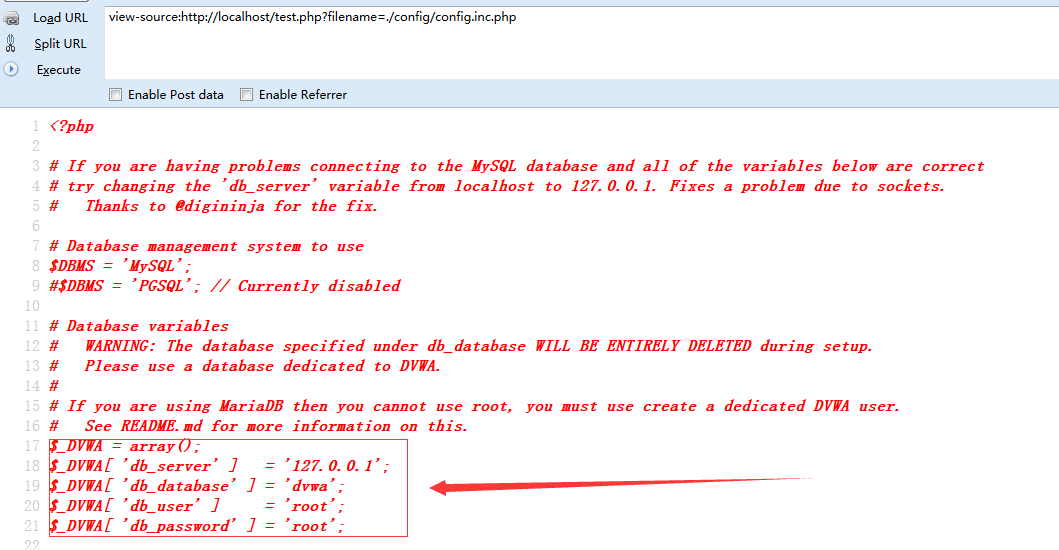 Load URL
view-source:http://localhost/test.php?filename=./config/config.inc.php
Split URL
Execute
Enable Post data Enable Referrer
1 <?php
2
3 # If you are having problems connecting to the MySQL database and all of the variables below are correct
4 # try changing the 'db_server' variable from localhost to 127.0.0.1. Fixes a problem due to sockets.
5 #   Thanks to @digininja for the fix.
6
7 # Database management system to use
8 $DBMS = 'MySQL';
9 #$DBMS = 'PGSQL'; // Currently disabled
10
11 # Database variables
12 #   WARNING: The database specified under db_database WILL BE ENTIRELY DELETED during setup.
13 #   Please use a database dedicated to DVWA.
14 #
15 # If you are using MariaDB then you cannot use root, you must use create a dedicated DVWA user.
16 #   See README.md for more information on this.
17 $_DVWA = array();
18 $_DVWA[ 'db_server' ]   = '127.0.0.1';
19 $_DVWA[ 'db_database' ] = 'dvwa';
20 $_DVWA[ 'db_user' ]     = 'root';
21 $_DVWA[ 'db_password' ] = 'root';
22